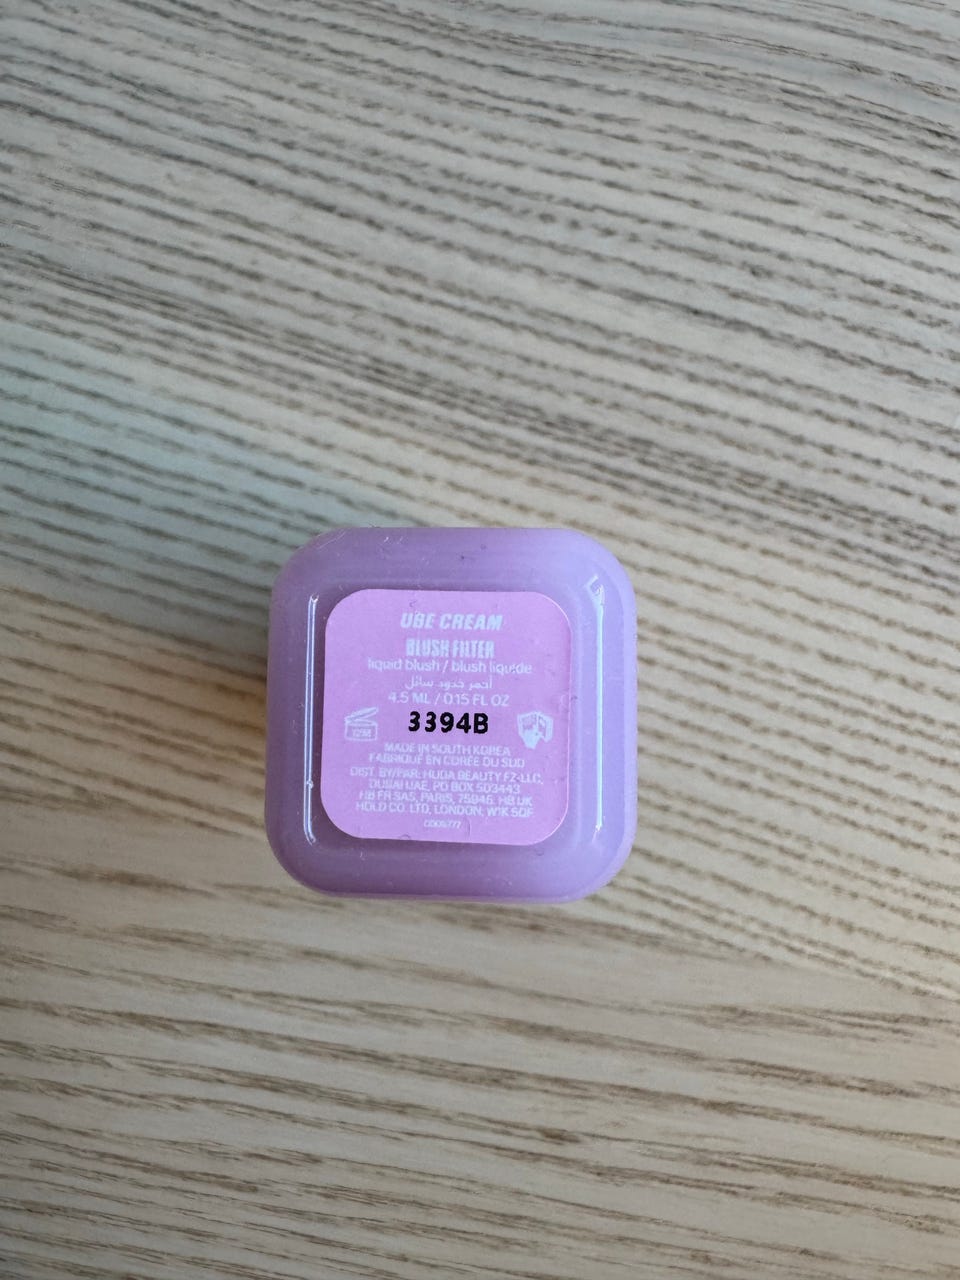 UBE CREAM
BLUSH FILTER
liquid blush / blush liquide
أحمر خدود سائل
4.5 ML / 0.15 FL OZ
3394B
12M
MADE IN SOUTH KOREA
FABRIQUÉ EN CORÉE DU SUD
DIST. BY/PAR: HUDA BEAUTY FZ-LLC,
DUBAI UAE, PO BOX 503443
HB FR SAS, PARIS, 75946. HB UK
HOLD CO. LTD, LONDON, W1K 5QF.